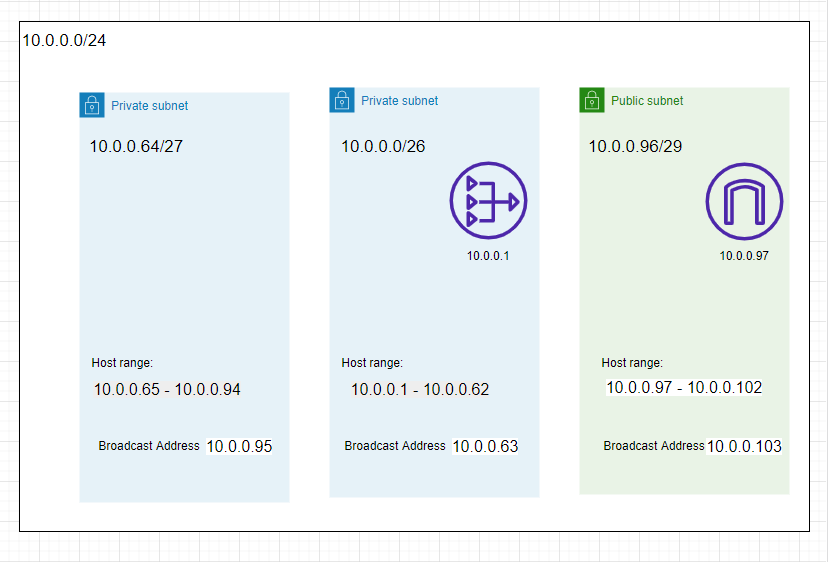 10.0.0.0/24
Private subnet
10.0.0.64/27
Host range:
10.0.0.65 - 10.0.0.94
Broadcast Address 10.0.0.95
Private subnet
10.0.0.0/26
10.0.0.1
Host range:
10.0.0.1 - 10.0.0.62
Broadcast Address 10.0.0.63
Public subnet
10.0.0.96/29
10.0.0.97
Host range:
10.0.0.97 - 10.0.0.102
Broadcast Address 10.0.0.103